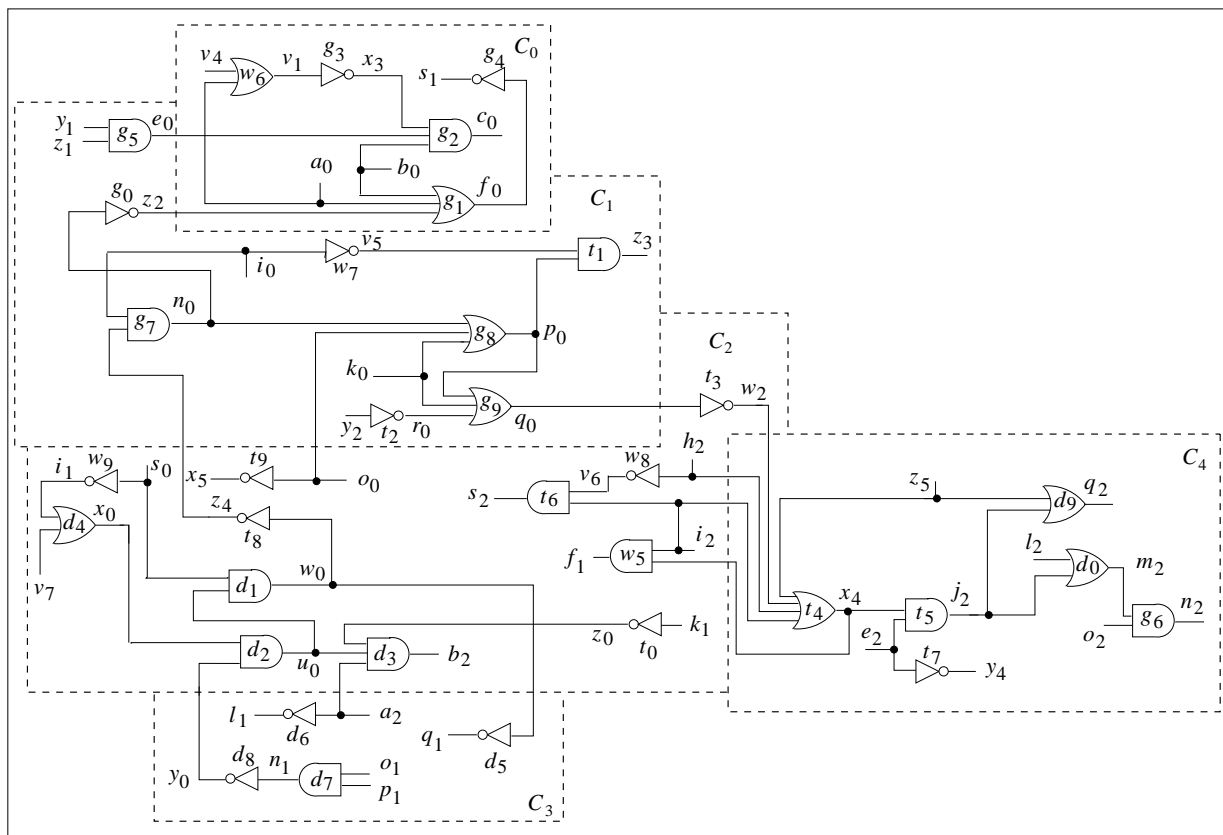 C₀
v₄ v₁ g₃ x₃ g₄
w₆ s₁
y₁ e₀ c₀
z₁ g₅ g₂
a₀ b₀
g₀ z₂ f₀ C₁
g₁
v₅ z₃
i₀ w₇ t₁
n₀
g₇ g₈ p₀ C₂
k₀ t₃ w₂
g₉
y₂ t₂ r₀ q₀
h₂
i₁ w₉ s₀ t₉ w₈ C₄
x₅ o₀ v₆ z₅ q₂
s₂ t₆ d₉
d₄ x₀ z₄
t₈
f₁ w₅ i₂ l₂
d₀ m₂
v₇ w₀ x₄ j₂
d₁ n₂
t₄ t₅ g₆
z₀ k₁ e₂ o₂
t₀
d₂ u₀ d₃ b₂ t₇ y₄
l₁ a₂
d₆ q₁
d₅
d₈ n₁ o₁
y₀ d₇ p₁
C₃